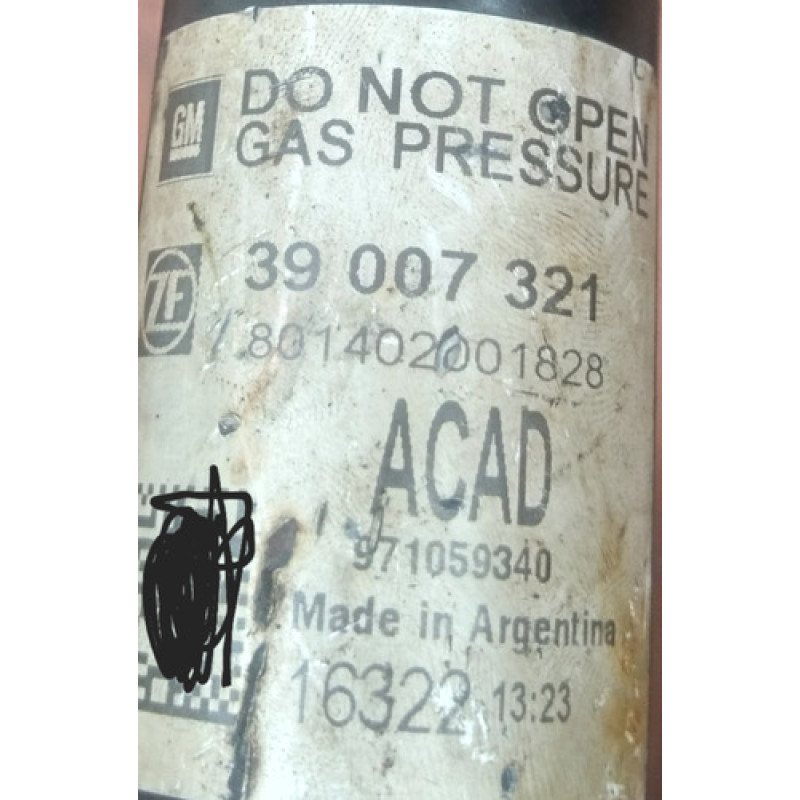 GM DO NOT OPEN
GAS PRESSURE
39 007 321
ZF
801402001828
ACAD
971059340
Made in Argentina
16322 13:23